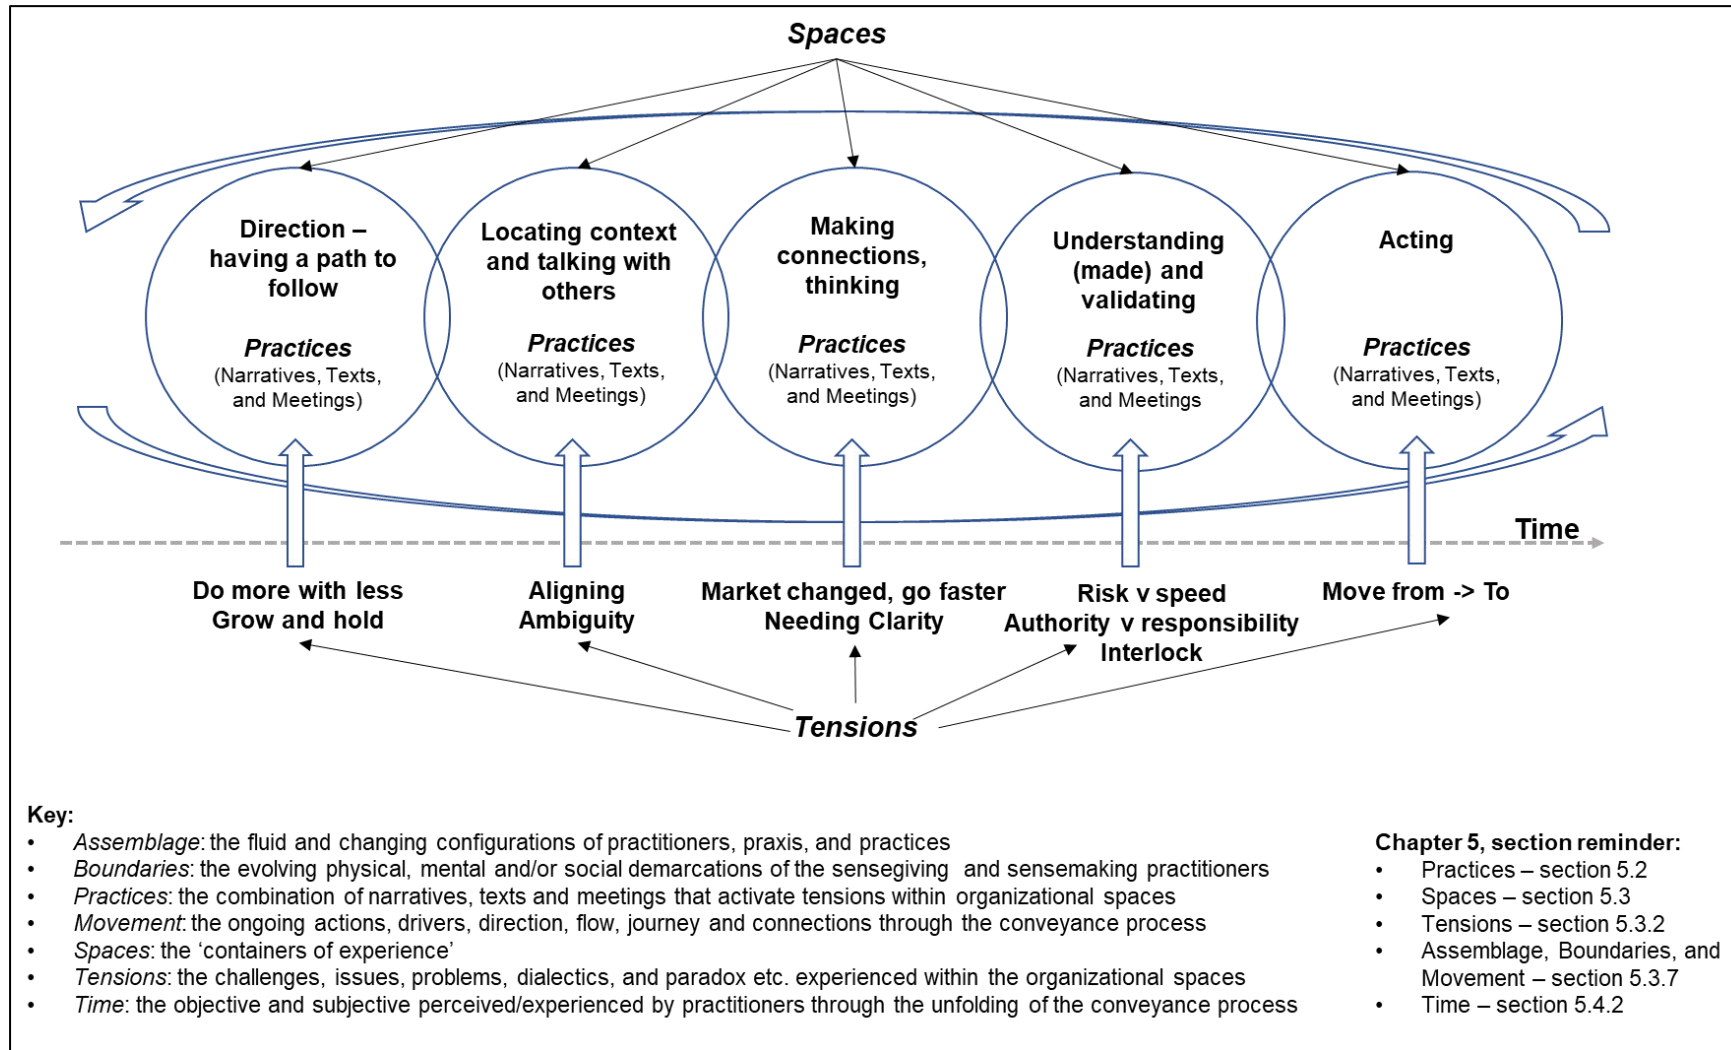 Spaces
Direction –
having a path to
follow
Practices
(Narratives, Texts,
and Meetings)
Locating context
and talking with
others
Practices
(Narratives, Texts,
and Meetings)
Making
connections,
thinking
Practices
(Narratives, Texts,
and Meetings)
Understanding
(made) and
validating
Practices
(Narratives, Texts,
and Meetings
Acting
Practices
(Narratives, Texts,
and Meetings)
Time
Do more with less
Grow and hold
Aligning
Ambiguity
Market changed, go faster
Needing Clarity
Risk v speed
Authority v responsibility
Interlock
Move from -> To
Tensions
Key:
• Assemblage: the fluid and changing configurations of practitioners, praxis, and practices
• Boundaries: the evolving physical, mental and/or social demarcations of the sensegiving and sensemaking practitioners
• Practices: the combination of narratives, texts and meetings that activate tensions within organizational spaces
• Movement: the ongoing actions, drivers, direction, flow, journey and connections through the conveyance process
• Spaces: the ‘containers of experience’
• Tensions: the challenges, issues, problems, dialectics, and paradox etc. experienced within the organizational spaces
• Time: the objective and subjective perceived/experienced by practitioners through the unfolding of the conveyance process
Chapter 5, section reminder:
• Practices – section 5.2
• Spaces – section 5.3
• Tensions – section 5.3.2
• Assemblage, Boundaries, and
Movement – section 5.3.7
• Time – section 5.4.2